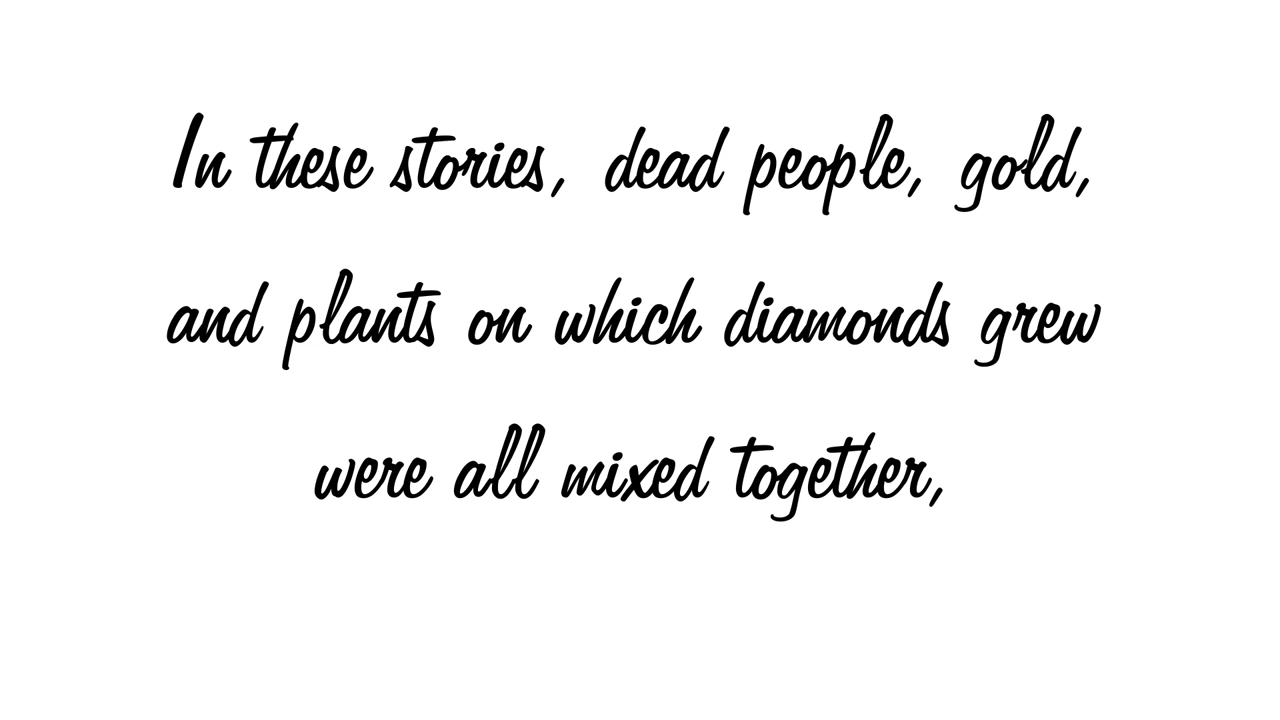 In these stories, dead people, gold,
and plants on which diamonds grew
were all mixed together,